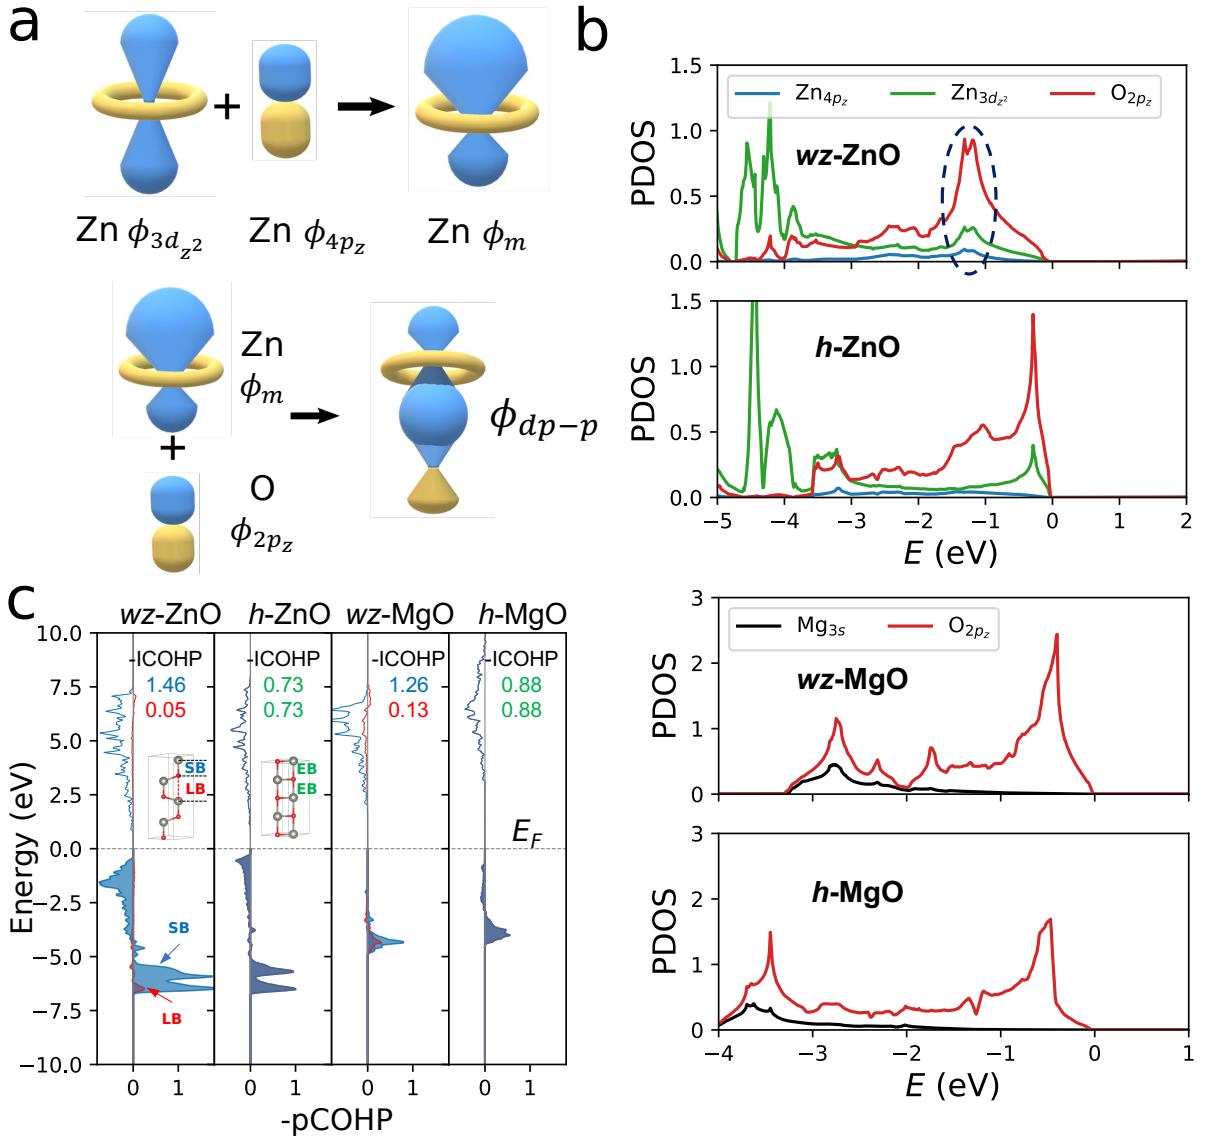 a
Zn ϕ3dz2
+
Zn ϕ4pz
Zn ϕm
Zn
ϕm
+
O
ϕ2pz
ϕdp−p
b
1.5
1.0
0.5
0.0
PDOS
Zn4pz
Zn3dz2
O2pz
wz-ZnO
1.5
1.0
0.5
0.0
PDOS
h-ZnO
−5 −4 −3 −2 −1 0 1 2
E (eV)
3
2
1
0
PDOS
Mg3s
O2pz
wz-MgO
3
2
1
0
PDOS
h-MgO
−4 −3 −2 −1 0 1
E (eV)
c
wz-ZnO h-ZnO wz-MgO h-MgO
10.0
7.5
5.0
2.5
0.0
−2.5
−5.0
−7.5
−10.0
Energy (eV)
-ICOHP -ICOHP -ICOHP -ICOHP
1.46 0.73 1.26 0.88
0.05 0.73 0.13 0.88
SB
LB
EB
EB
EF
SB
LB
0 1 0 1 0 1 0 1
-pCOHP